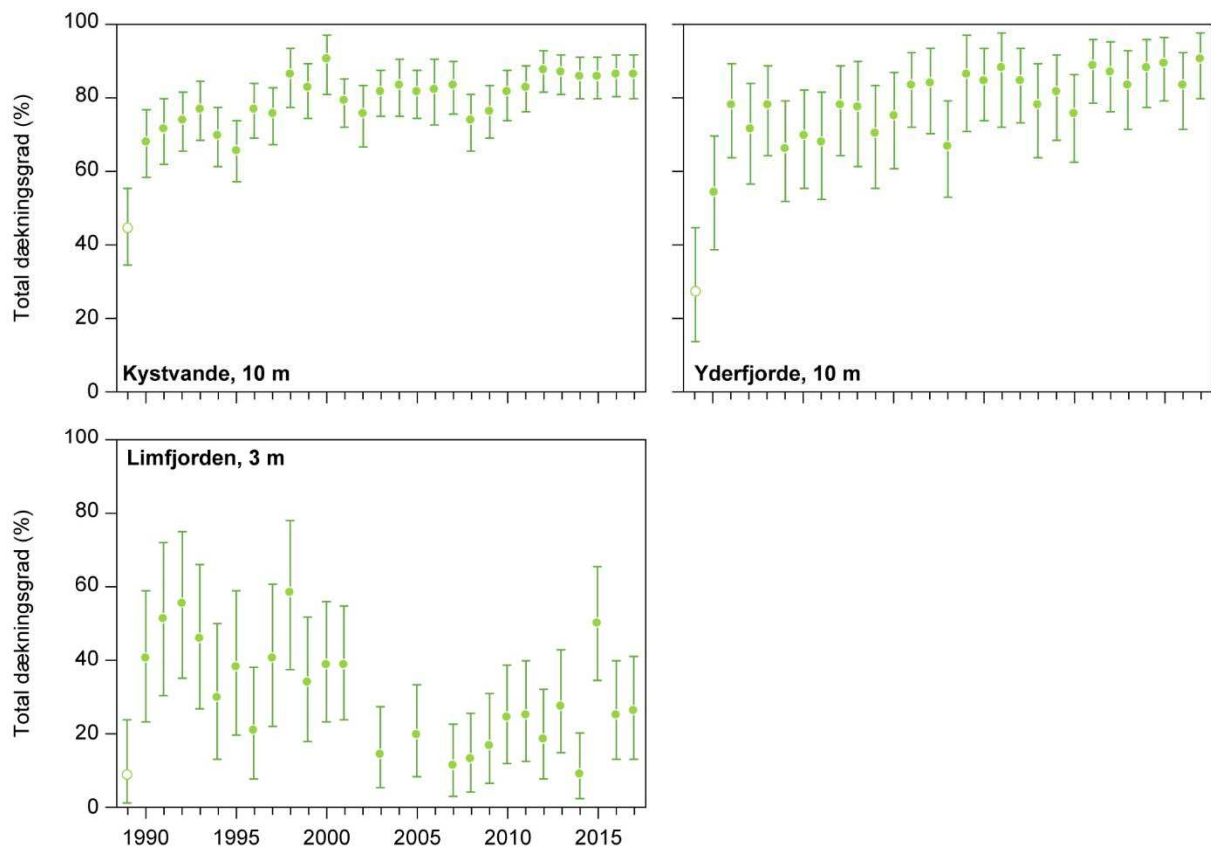 Total dækningsgrad (%)
100
80
60
40
20
0
Kystvande, 10 m
Yderfjorde, 10 m
Total dækningsgrad (%)
100
80
60
40
20
0
Limfjorden, 3 m
1990 1995 2000 2005 2010 2015